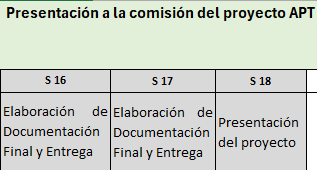 Presentación a la comisión del proyecto APT
S 16
S 17
S 18
Elaboración de
Documentación
Final y Entrega
Elaboración de
Documentación
Final y Entrega
Presentación
del proyecto